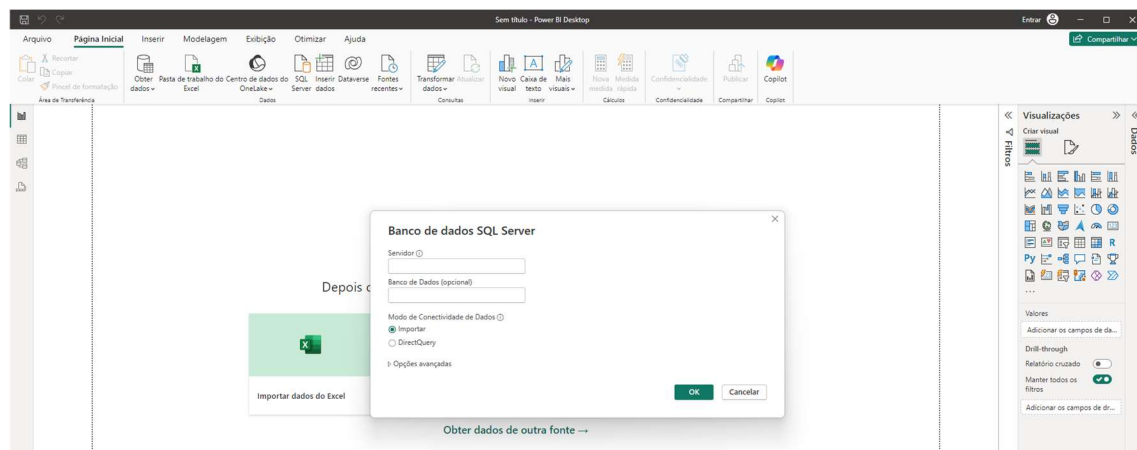 Sem título - Power BI Desktop
Entrar
Arquivo Página Inicial Inserir Modelagem Exibição Otimizar Ajuda
Compartilhar
Colar
Recortar
Copiar
Pincel de formatação
Área de Transferência
Obter dados
Pasta de trabalho do Excel
Centro de dados do OneLake
SQL Server
Inserir dados
Dataverse
Fontes recentes
Dados
Transformar dados
Atualizar
Consultas
Novo visual
Caixa de texto
Mais visuais
Inserir
Nova medida
Medida rápida
Cálculos
Confidencialidade
Confidencialidade
Publicar
Compartilhar
Copilot
Copilot
Depois
Importar dados do Excel
Obter dados de outra fonte →
Banco de dados SQL Server
Servidor
Banco de Dados (opcional)
Modo de Conectividade de Dados
Importar
DirectQuery
Opções avançadas
OK
Cancelar
Filtros
Visualizações
Criar visual
R
Py
123
...
Valores
Adicionar os campos de da...
Drill-through
Relatório cruzado
Manter todos os
filtros
Adicionar os campos de dr...
Dados